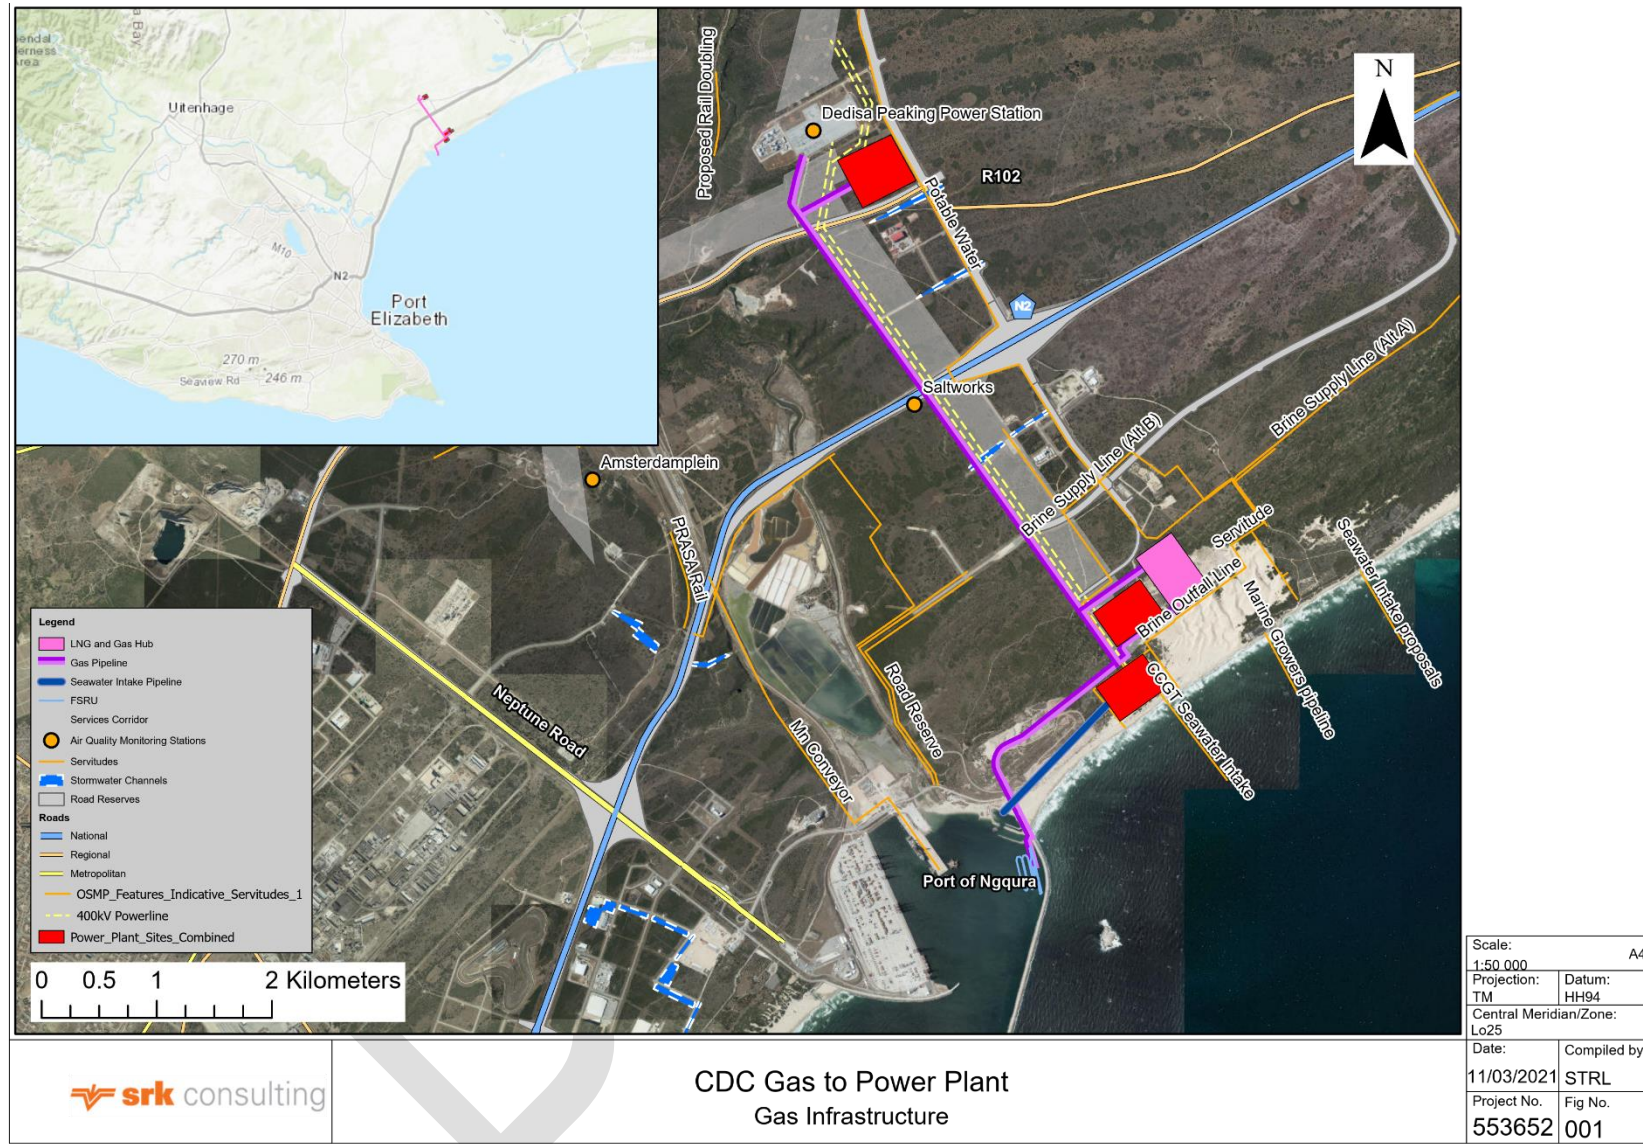 Uitenhage
M10
N2
Port
Elizabeth
270 m
Seaview Rd
246 m
Proposed Rail Doubling
Dedisa Peaking Power Station
R102
Potable Water
N2
N
Saltworks
Amsterdamplein
PRASA Rail
Brine Supply Line (Alt A)
Brine Supply Line (Alt B)
Servitude
Brine Outfall Line
Seawater Intake proposals
Marine Growers pipeline
CCGT Seawater Intake
Road Reserve
Mn Conveyor
Neptune Road
Port of Ngqura
Legend
LNG and Gas Hub
Gas Pipeline
Seawater Intake Pipeline
FSRU
Services Corridor
Air Quality Monitoring Stations
Servitudes
Stormwater Channels
Road Reserves
Roads
National
Regional
Metropolitan
OSMP_Features_Indicative_Servitudes_1
400kV Powerline
Power_Plant_Sites_Combined
0 0.5 1 2 Kilometers
srk consulting
CDC Gas to Power Plant
Gas Infrastructure
Scale: A4
1:50 000
Projection: Datum:
TM HH94
Central Meridian/Zone:
Lo25
Date: Compiled by
11/03/2021 STRL
Project No. Fig No.
553652 001